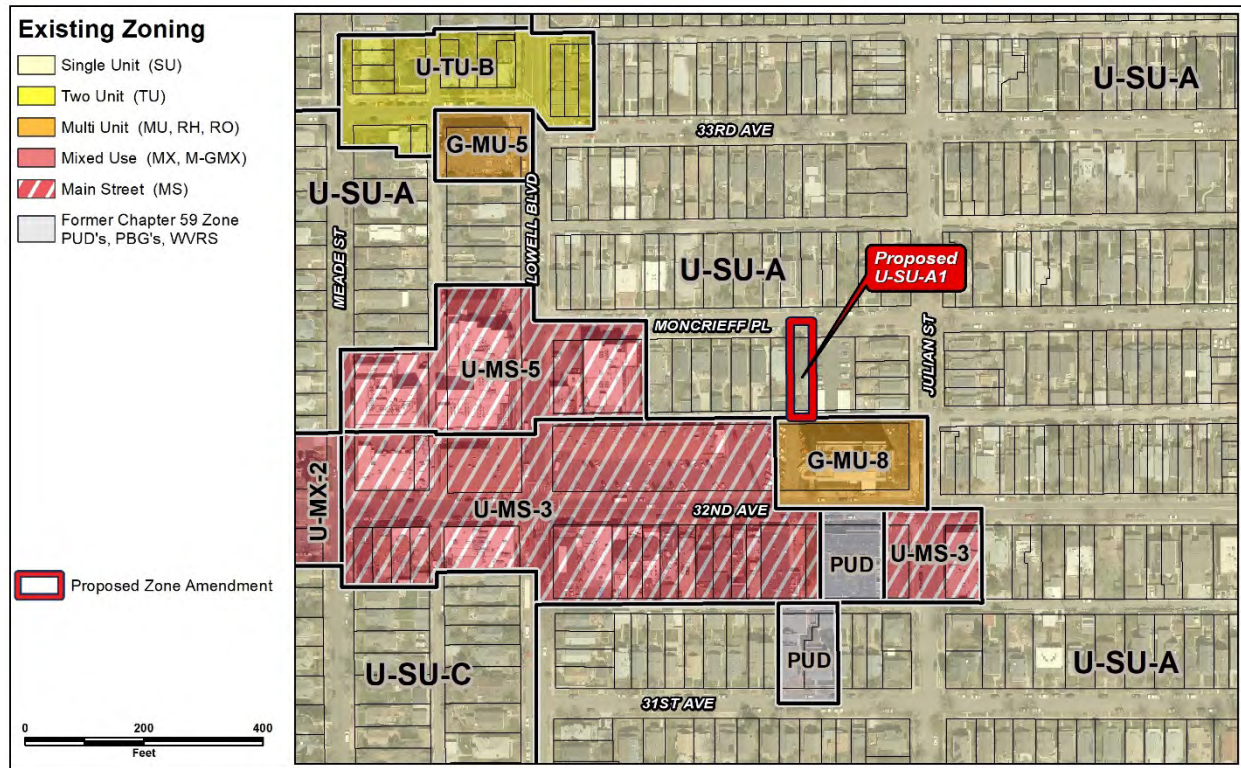 Existing Zoning
Single Unit (SU)
Two Unit (TU)
Multi Unit (MU, RH, RO)
Mixed Use (MX, M-GMX)
Main Street (MS)
Former Chapter 59 Zone
PUD's, PBG's, WVRS
Proposed Zone Amendment
0 200 400
Feet
U-TU-B
U-SU-A
33RD AVE
G-MU-5
U-SU-A
LOWELL BLVD
MEADE ST
U-SU-A
Proposed
U-SU-A1
MONCRIEFF PL
JULIAN ST
U-MS-5
G-MU-8
U-MX-2
U-MS-3
32ND AVE
PUD
U-MS-3
PUD
U-SU-C
U-SU-A
31ST AVE